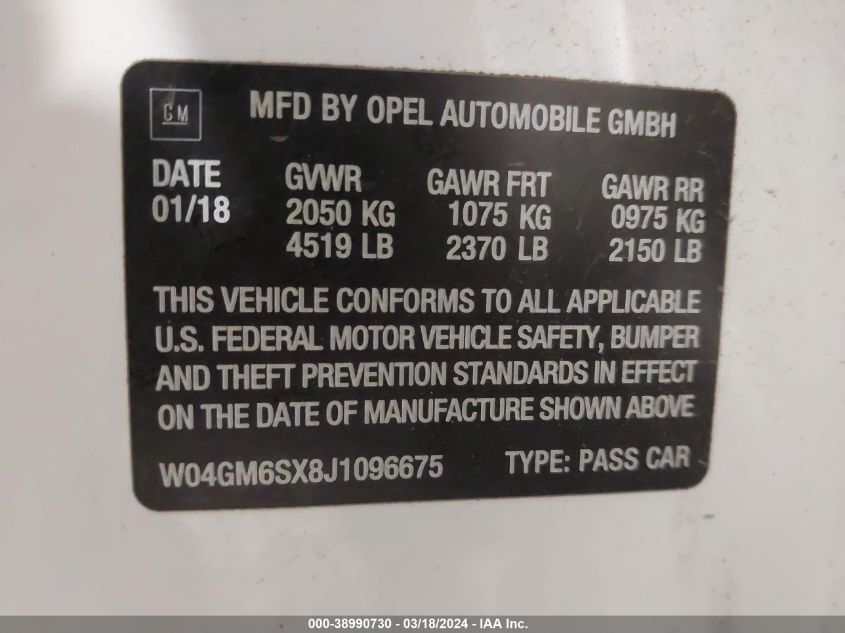 GM
MFD BY OPEL AUTOMOBILE GMBH
DATE GVWR GAWR FRT GAWR RR
01/18 2050 KG 1075 KG 0975 KG
4519 LB 2370 LB 2150 LB
THIS VEHICLE CONFORMS TO ALL APPLICABLE
U.S. FEDERAL MOTOR VEHICLE SAFETY, BUMPER
AND THEFT PREVENTION STANDARDS IN EFFECT
ON THE DATE OF MANUFACTURE SHOWN ABOVE
W04GM6SX8J1096675 TYPE: PASS CAR
000-38990730 - 03/18/2024 - IAA Inc.